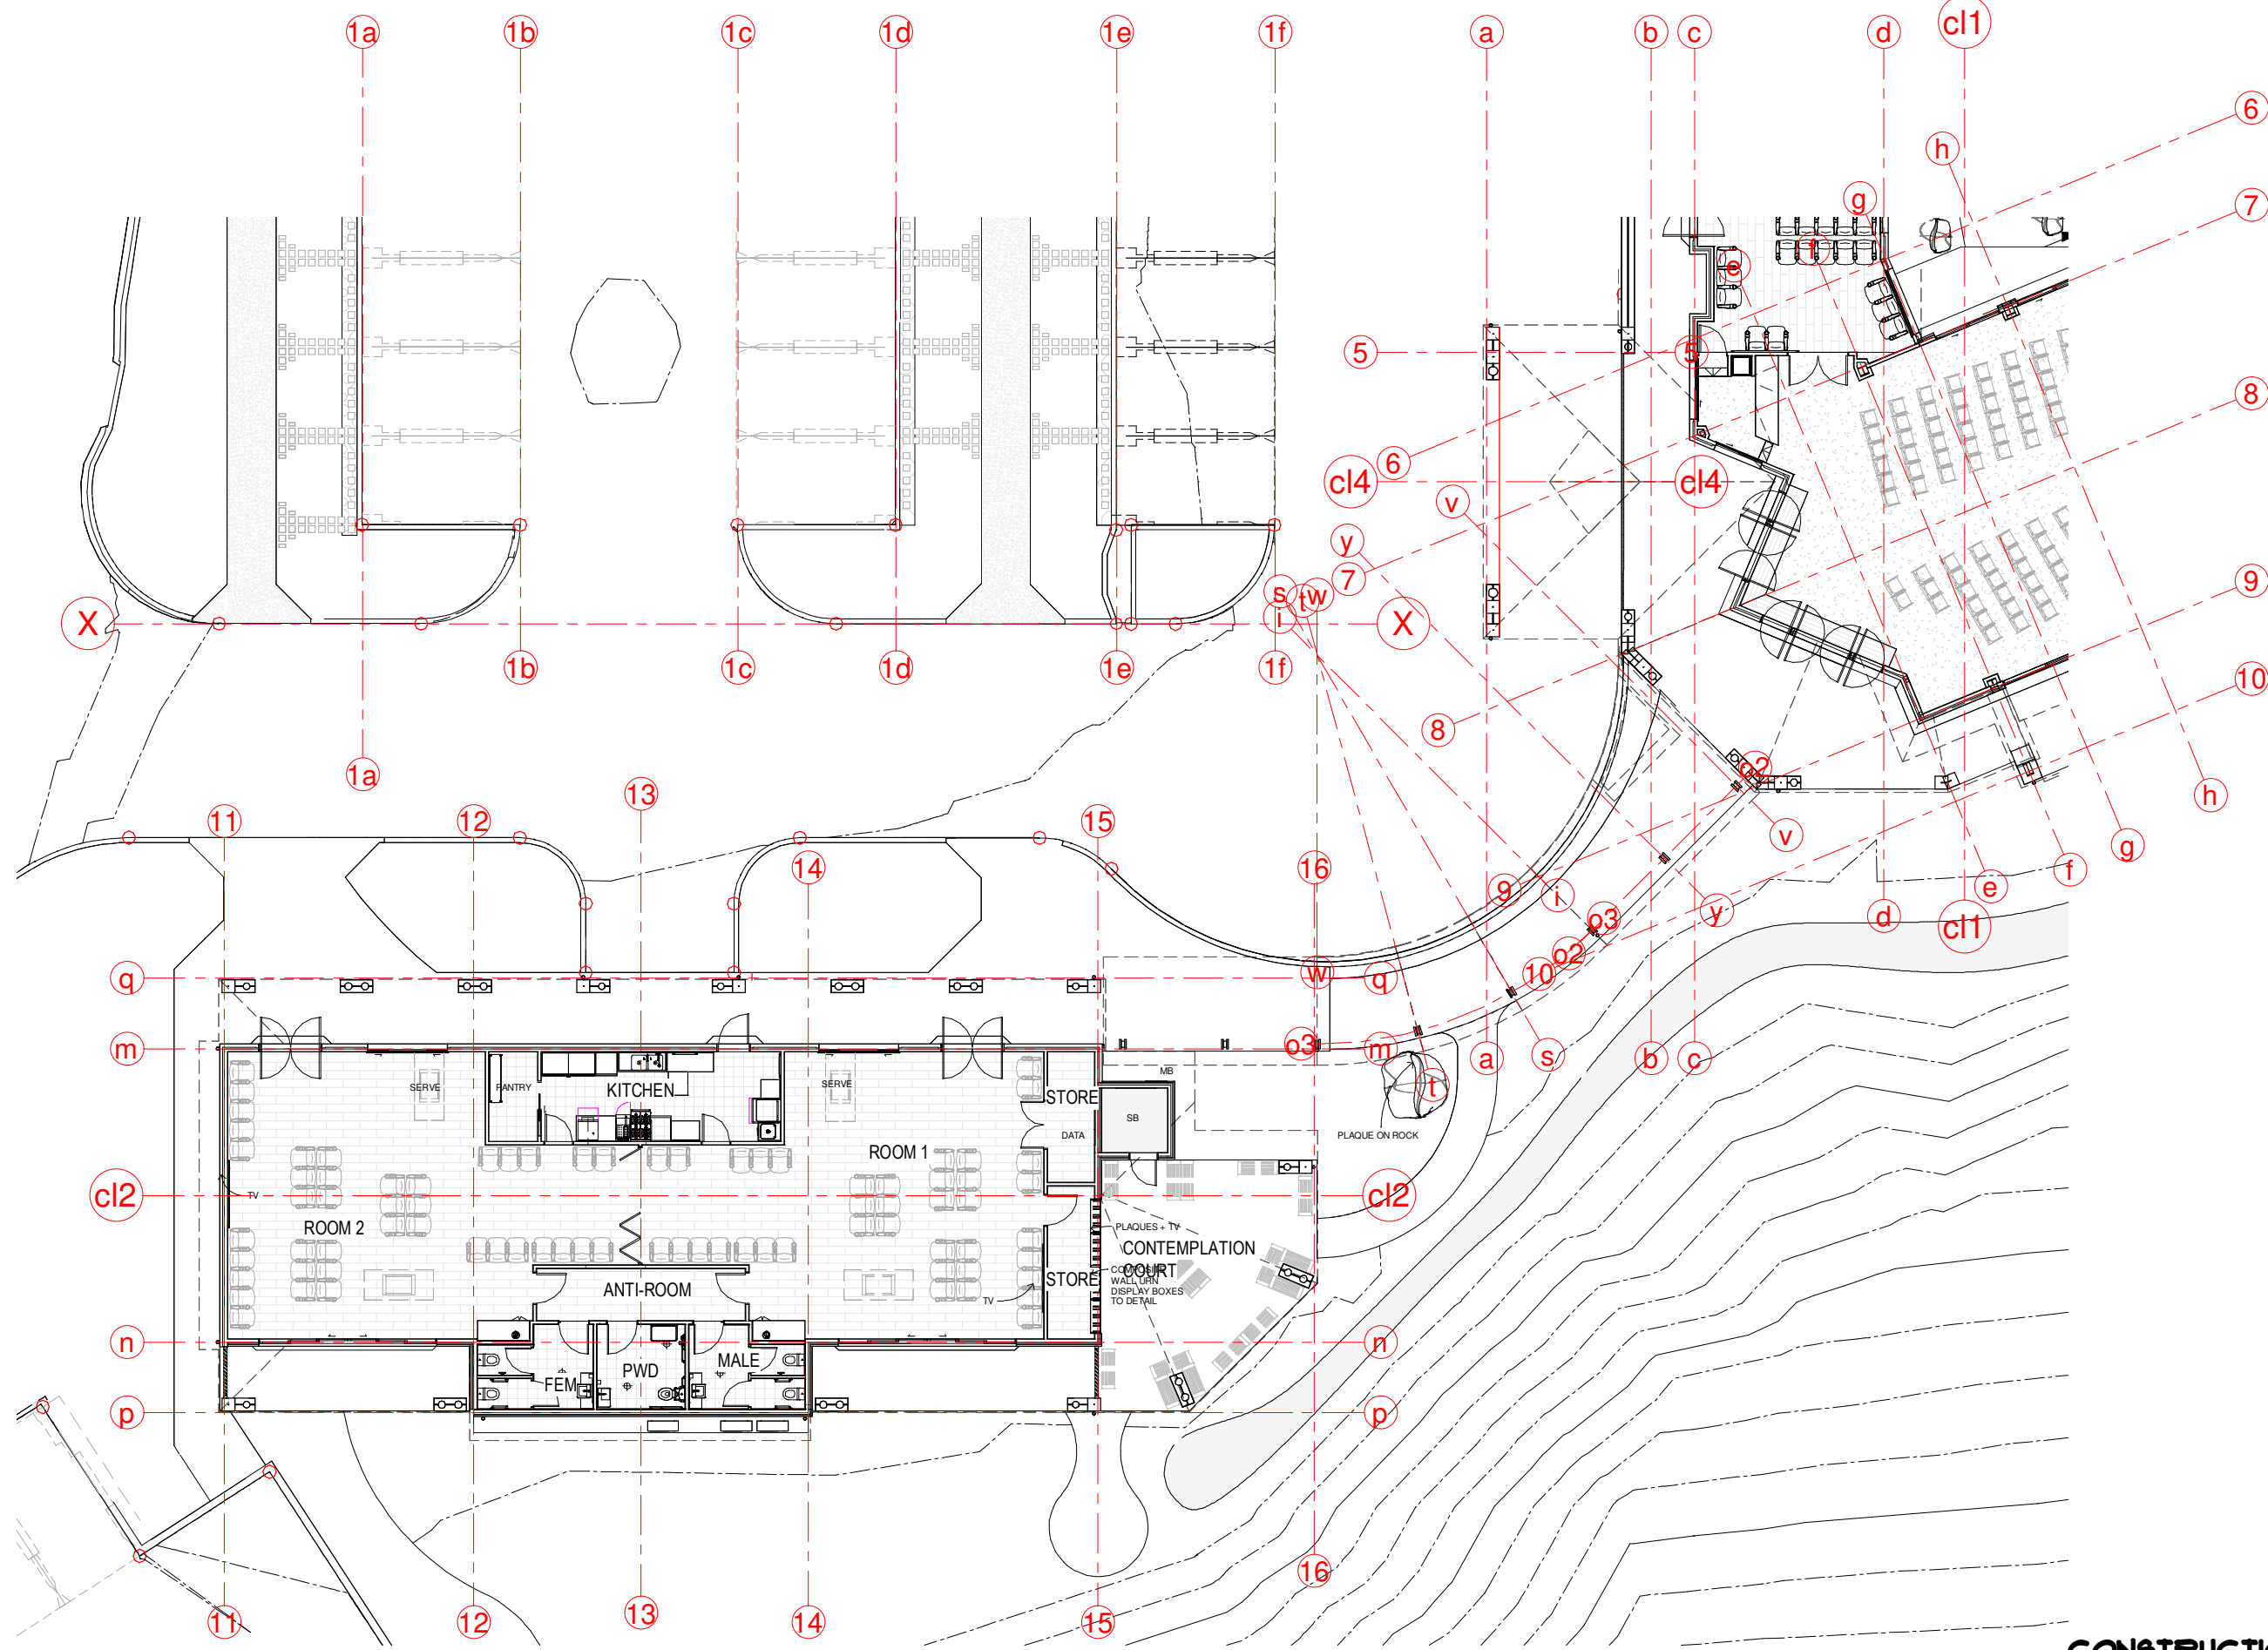 1a 1b 1c 1d 1e 1f a b c d cl1
6
h
g 7
e f
5 5
8
6
cl4 cl4
v
y
7
s t w
i
X X
9
1b 1c 1d 1e 1f
10
8
1a
o2
13
h
11 12 15
v
g
14 16
f
9 i e
y
o3
d cl1
o2
q w q 10
m o3 m a s b c
SERVE PANTRY KITCHEN SERVE
MB
t
STORE
SB
DATA
PLAQUE ON ROCK
ROOM 1
cl2 TV cl2
ROOM 2
PLAQUES + TV
CONTEMPLATION
COURT
COMPOSITE
WALL URN
DISPLAY BOXES
TO DETAIL
STORE
ANTI-ROOM
TV
n n
FEM PWD MALE
p p
16
11 12 13 14 15